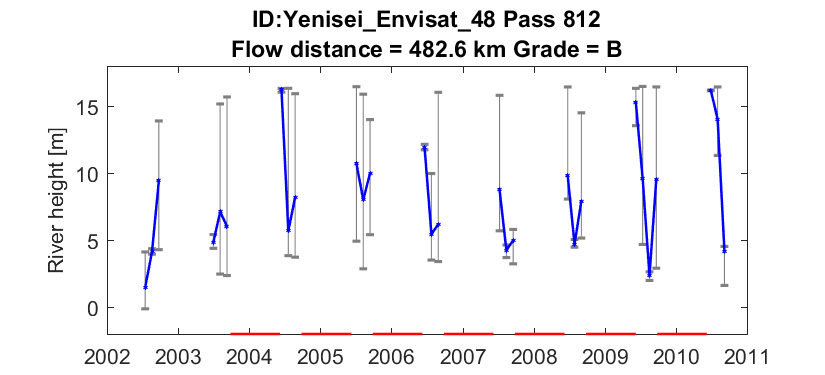 ID:Yenisei_Envisat_48 Pass 812
Flow distance = 482.6 km Grade = B
River height [m]
15
10
5
0
2002 2003 2004 2005 2006 2007 2008 2009 2010 2011